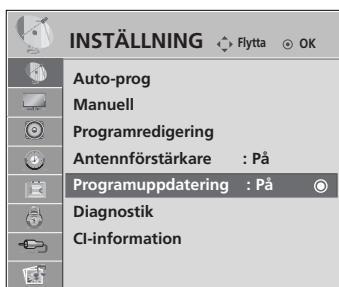 INSTÄLLNING Flytta OK
Auto-prog
Manuell
Programredigering
Antennförstärkare : På
Programuppdatering : På
Diagnostik
CI-information